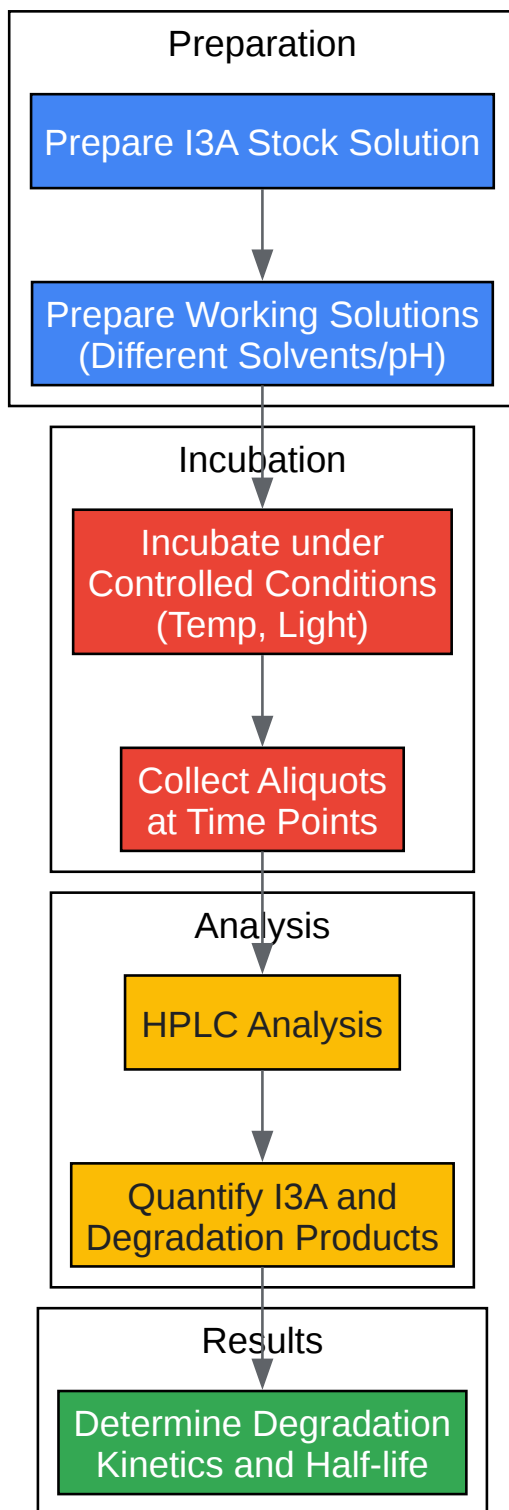 Preparation
Prepare I3A Stock Solution
Prepare Working Solutions
(Different Solvents/pH)
Incubation
Incubate under
Controlled Conditions
(Temp, Light)
Collect Aliquots
at Time Points
Analysis
HPLC Analysis
Quantify I3A and
Degradation Products
Results
Determine Degradation
Kinetics and Half-life